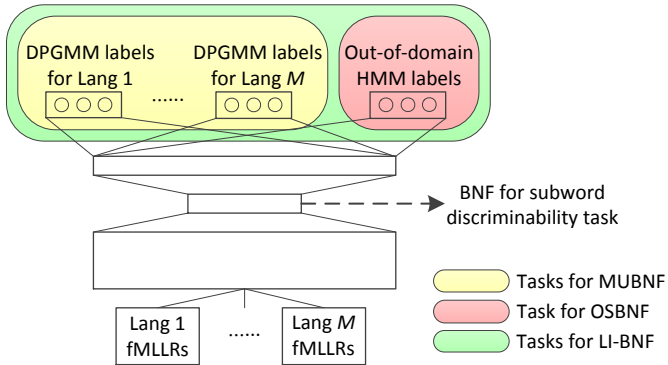 DPGMM labels
for Lang 1
......
DPGMM labels
for Lang M
Out-of-domain
HMM labels
BNF for subword
discriminability task
Lang 1
fMLLRs
......
Lang M
fMLLRs
Tasks for MUBNF
Task for OSBNF
Tasks for LI-BNF